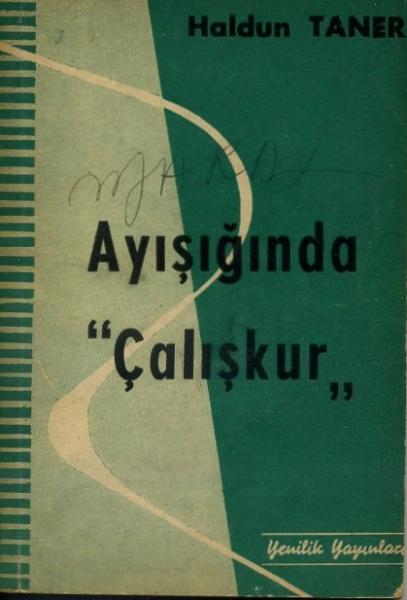 Haldun TANER
Ayışığında
"Çalışkur„
Yenilik Yayınları